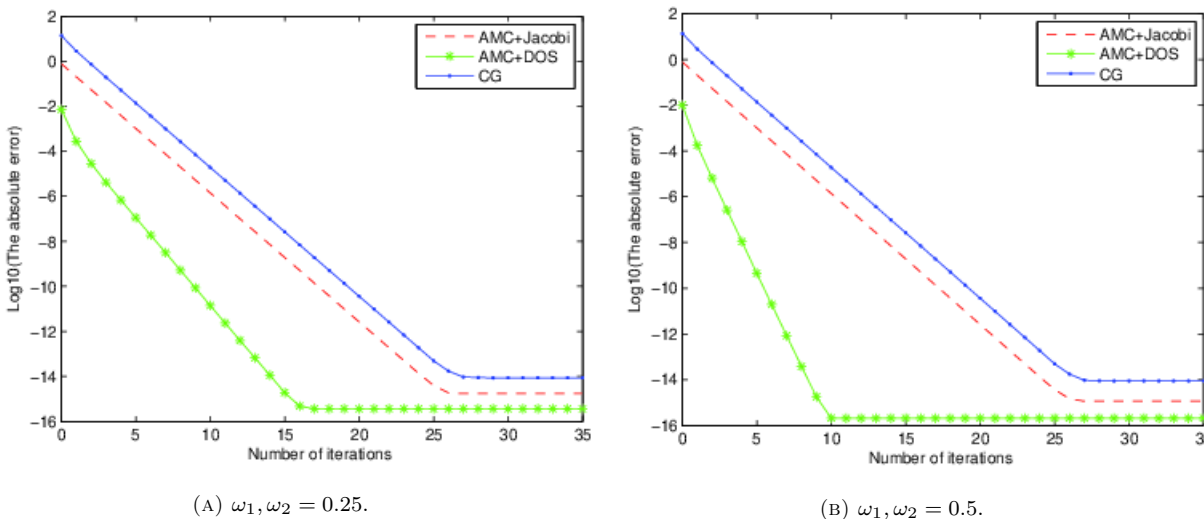 2
0
−2
−4
−6
−8
−10
−12
−14
−16
Log10(The absolute error)
0 5 10 15 20 25 30 35
Number of iterations
AMC+Jacobi
AMC+DOS
CG
(A) ω₁, ω₂ = 0.25.
2
0
−2
−4
−6
−8
−10
−12
−14
−16
Log10(The absolute error)
0 5 10 15 20 25 30 35
Number of iterations
AMC+Jacobi
AMC+DOS
CG
(B) ω₁, ω₂ = 0.5.